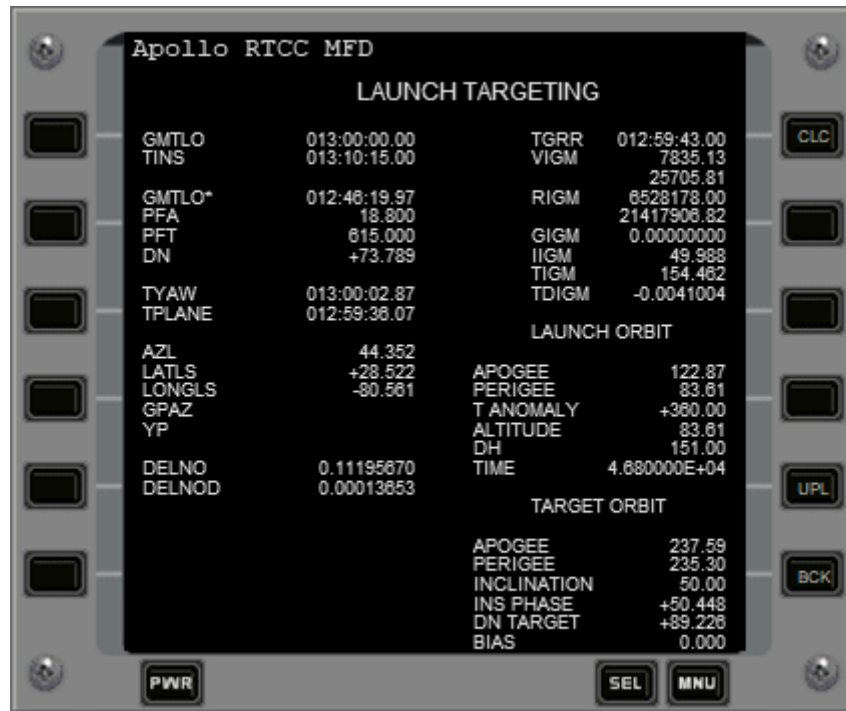 Apollo RTCC MFD
LAUNCH TARGETING
GMTLO 013:00:00.00
TINS 013:10:15.00
GMTLO* 012:46:19.97
PFA 18.800
PFT 615.000
DN +73.789
TYAW 013:00:02.87
TPLANE 012:59:36.07
AZL 44.352
LATLS +28.522
LONGLS -80.561
GPAZ
YP
DELNO 0.11195670
DELNOD 0.00013653
TGRR 012:59:43.00
VIGM 7835.13
25705.81
RIGM 6528178.00
21417906.82
GIGM 0.00000000
IIGM 49.988
TIGM 154.462
TDIGM -0.0041004
LAUNCH ORBIT
APOGEE 122.87
PERIGEE 83.61
T ANOMALY +360.00
ALTITUDE 83.61
DH 151.00
TIME 4.680000E+04
TARGET ORBIT
APOGEE 237.59
PERIGEE 235.30
INCLINATION 50.00
INS PHASE +50.448
DN TARGET +89.226
BIAS 0.000
CLC
UPL
BCK
PWR
SEL
MNU